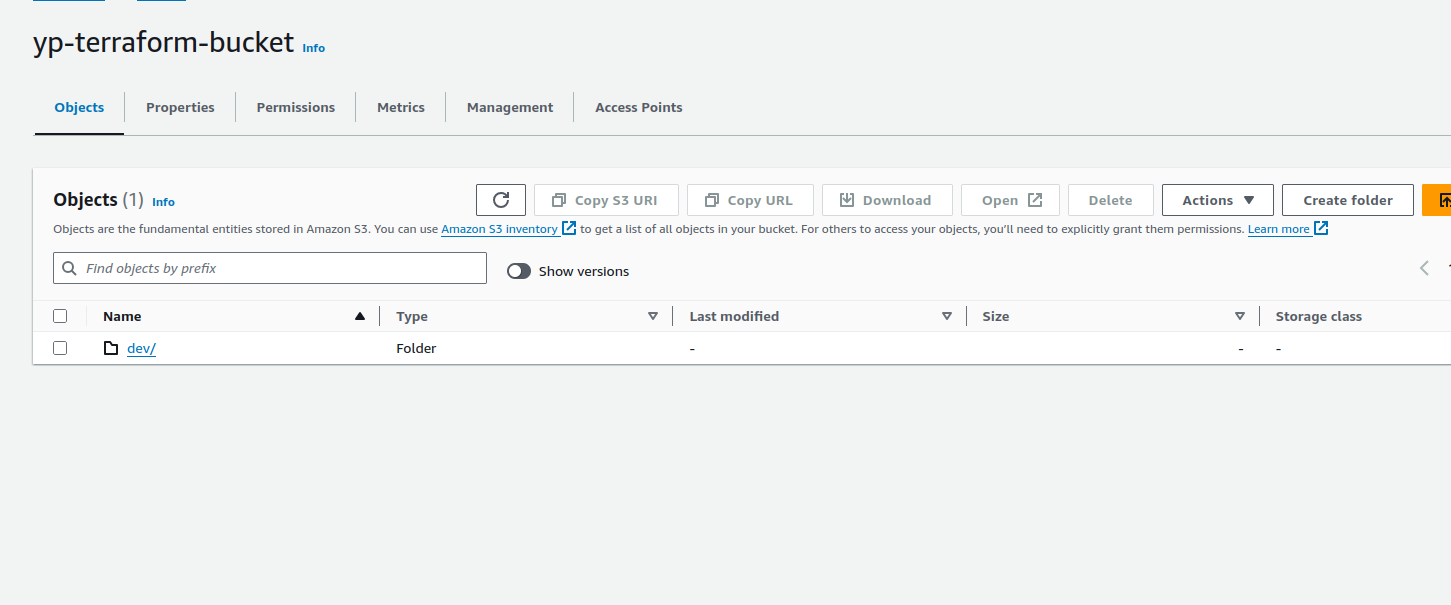 yp-terraform-bucket Info
Objects Properties Permissions Metrics Management Access Points
Objects (1) Info Copy S3 URI Copy URL Download Open Delete Actions Create folder
Objects are the fundamental entities stored in Amazon S3. You can use Amazon S3 inventory to get a list of all objects in your bucket. For others to access your objects, you'll need to explicitly grant them permissions. Learn more
Find objects by prefix Show versions
Name Type Last modified Size Storage class
dev/ Folder - - -